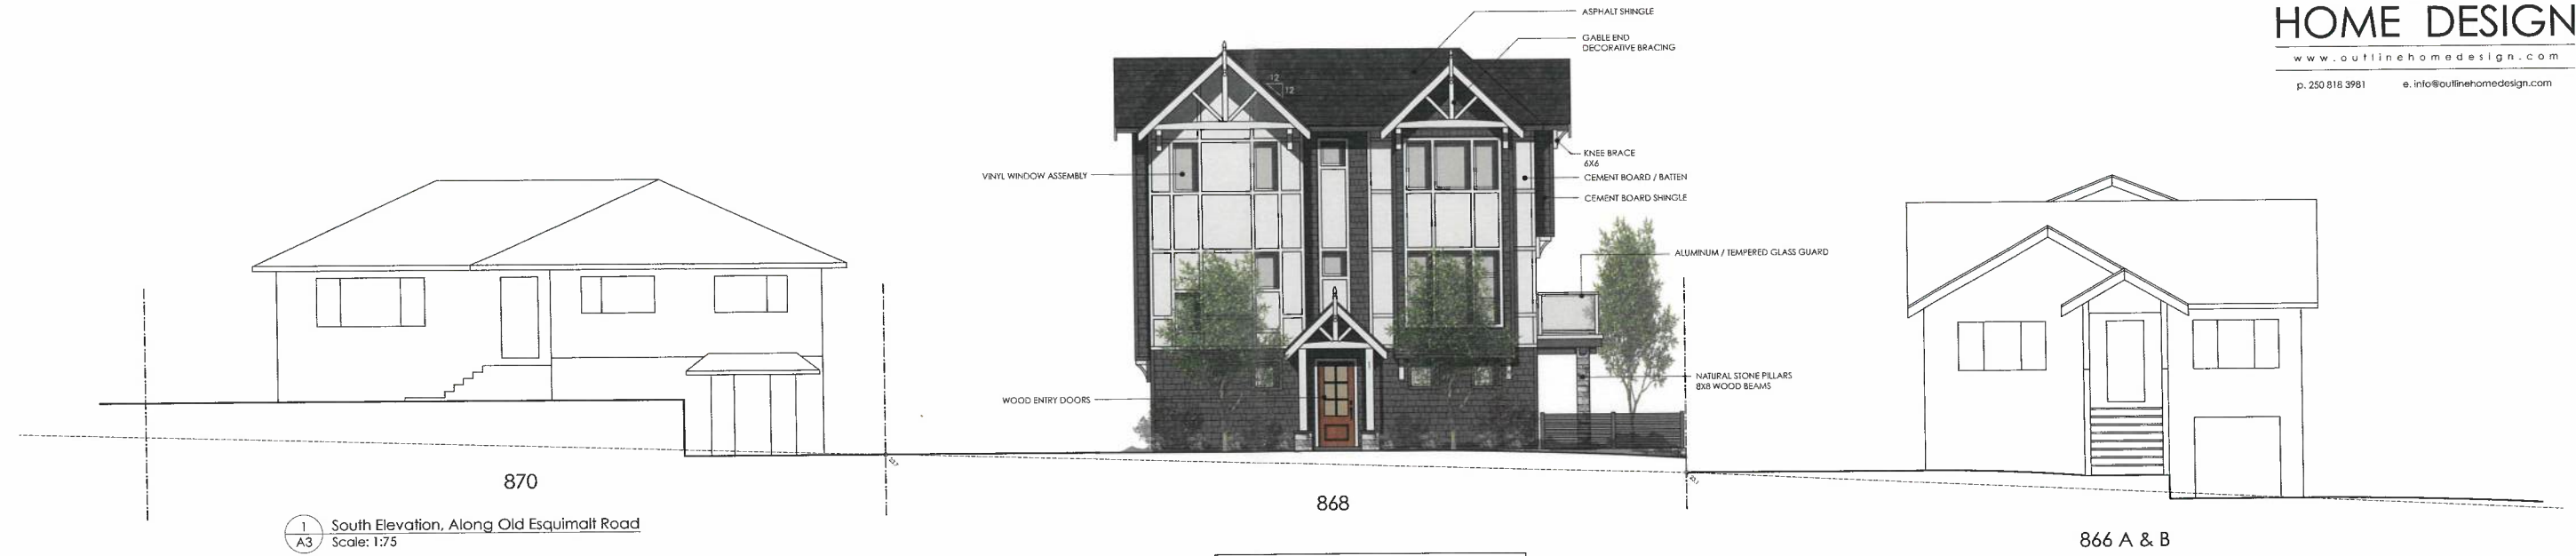 HOME DESIGN
www.outlinehomedesign.com
p. 250 818 3981 e. info@outlinehomedesign.com
ASPHALT SHINGLE
GABLE END
DECORATIVE BRACING
12
12
KNEE BRACE
6X6
VINYL WINDOW ASSEMBLY
CEMENT BOARD / BATTEN
CEMENT BOARD SHINGLE
ALUMINUM / TEMPERED GLASS GUARD
NATURAL STONE PILLARS
8X8 WOOD BEAMS
WOOD ENTRY DOORS
870
868
866 A & B
1
A3
South Elevation, Along Old Esquimalt Road
Scale: 1:75